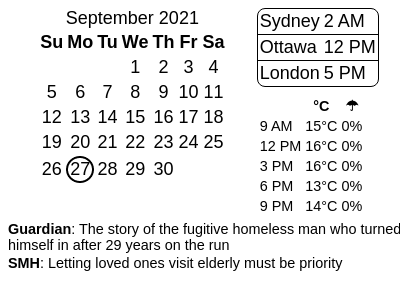 September 2021
Su Mo Tu We Th Fr Sa
1 2 3 4
5 6 7 8 9 10 11
12 13 14 15 16 17 18
19 20 21 22 23 24 25
26 27 28 29 30
Sydney 2 AM
Ottawa 12 PM
London 5 PM
°C ☂
9 AM 15°C 0%
12 PM 16°C 0%
3 PM 16°C 0%
6 PM 13°C 0%
9 PM 14°C 0%
Guardian: The story of the fugitive homeless man who turned
himself in after 29 years on the run
SMH: Letting loved ones visit elderly must be priority